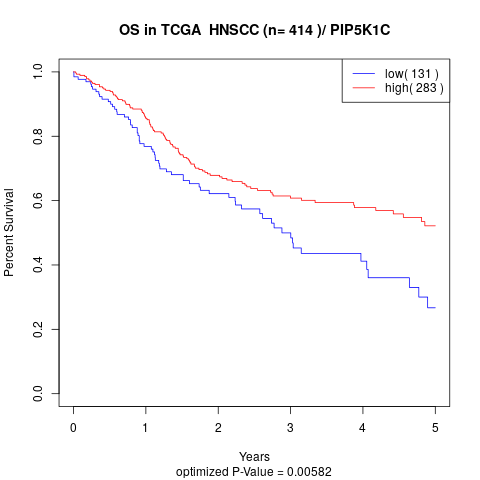 OS in TCGA  HNSCC (n= 414 )/ PIP5K1C
low( 131 )
high( 283 )
Percent Survival
1.0
0.8
0.6
0.4
0.2
0.0
0 1 2 3 4 5
Years
optimized P-Value = 0.00582